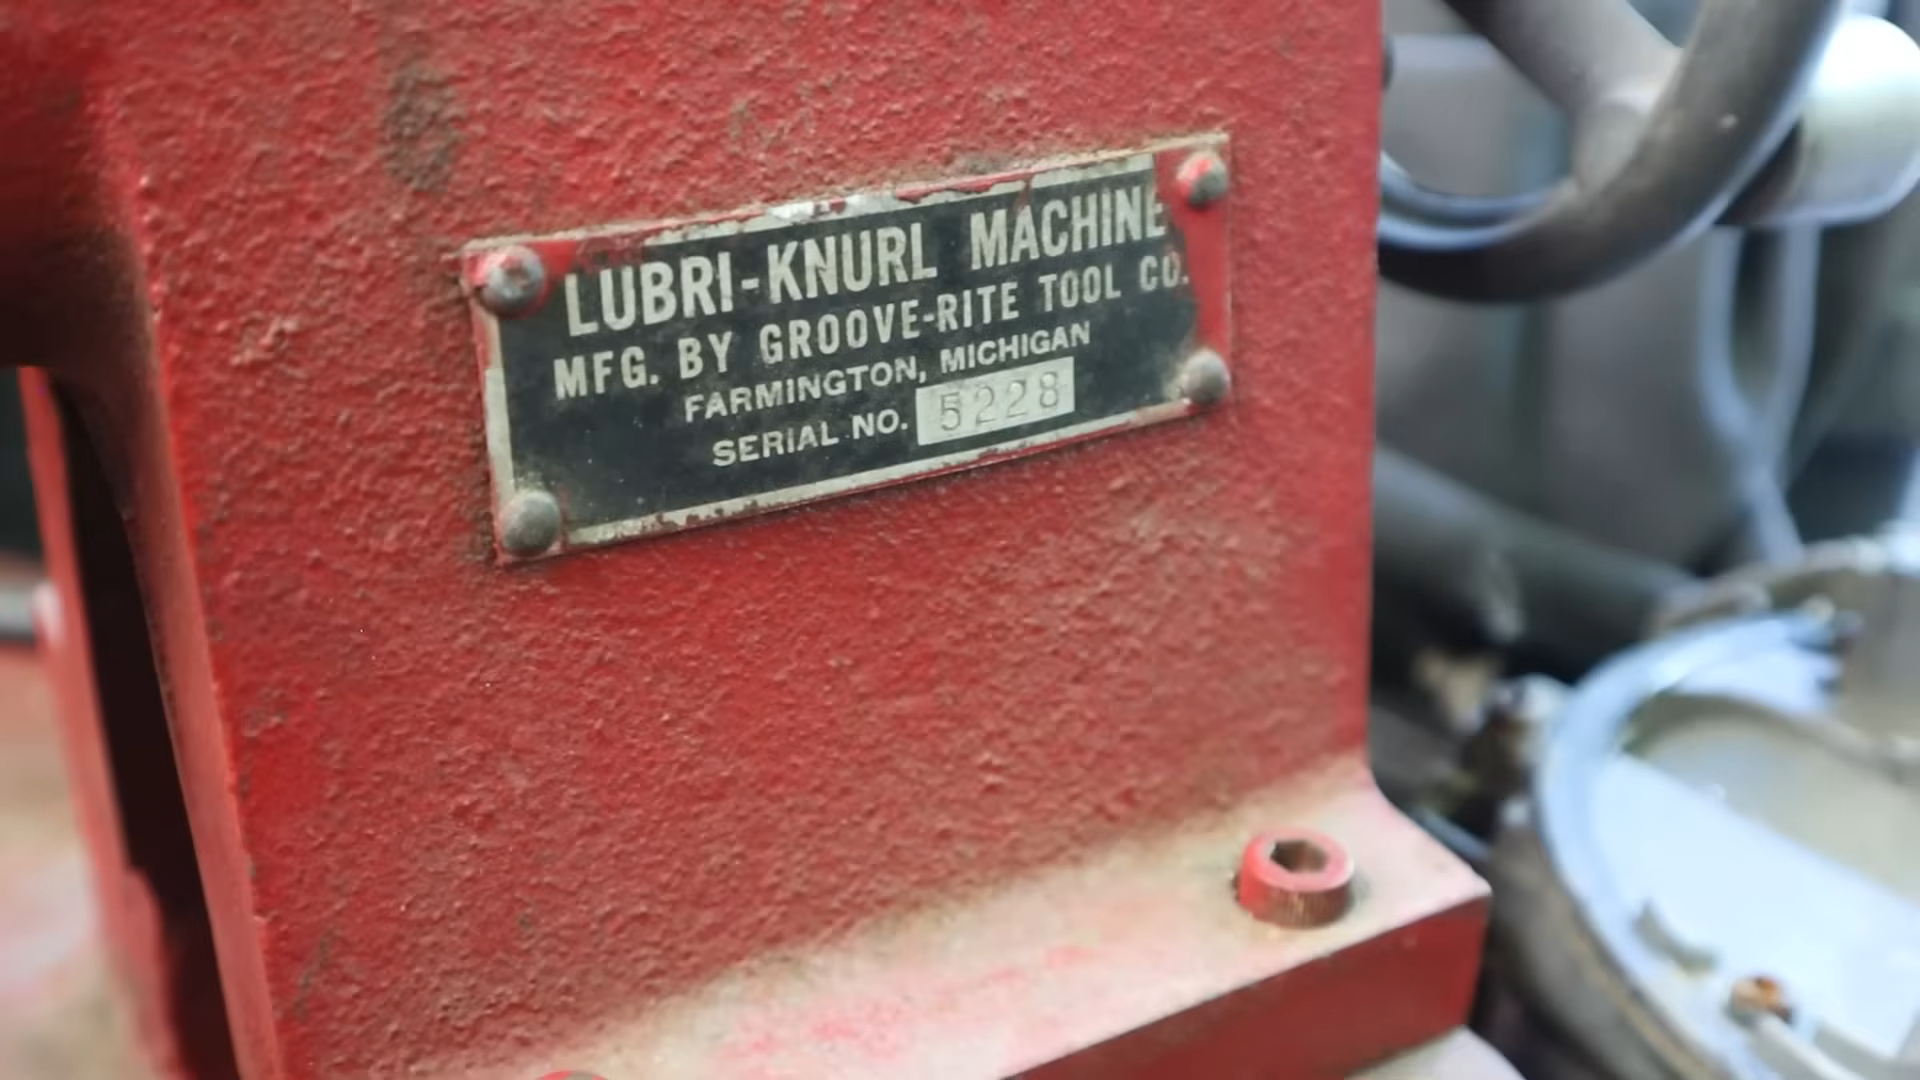 LUBRI-KNURL MACHINE
MFG. BY GROOVE-RITE TOOL CO.
FARMINGTON, MICHIGAN
SERIAL NO. 5228